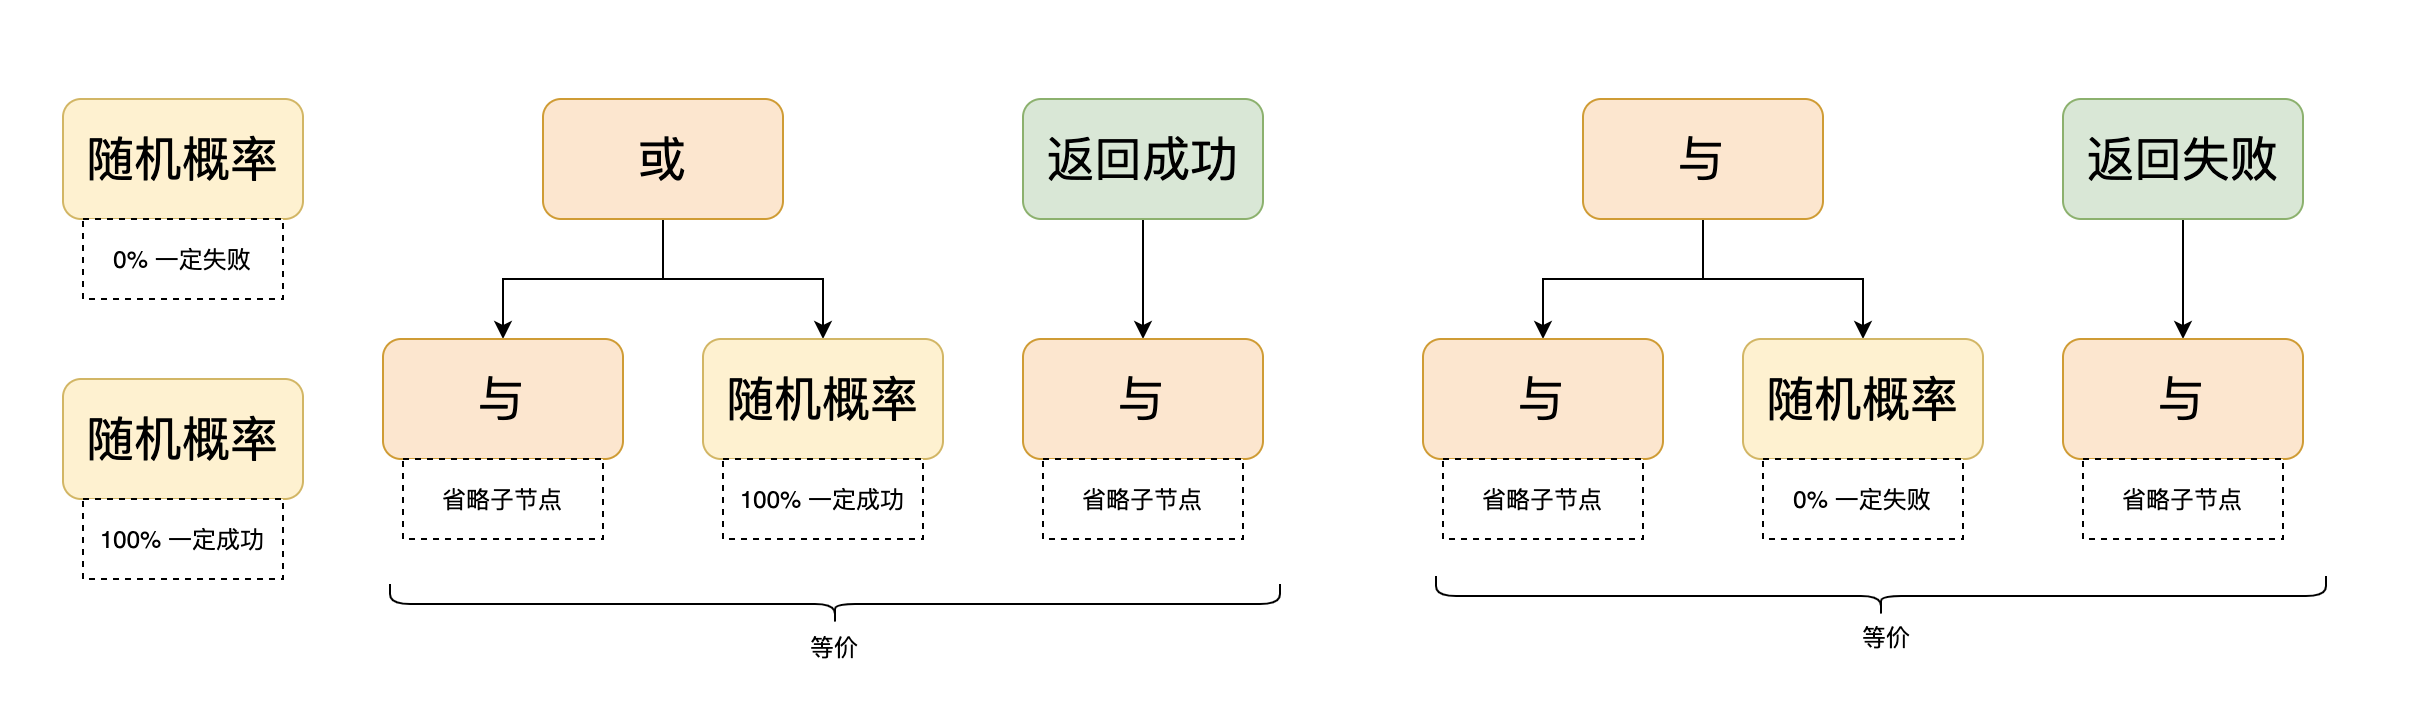 随机概率
0% 一定失败
随机概率
100% 一定成功
或
与
省略子节点
随机概率
100% 一定成功
返回成功
与
省略子节点
等价
与
与
省略子节点
随机概率
0% 一定失败
返回失败
与
省略子节点
等价